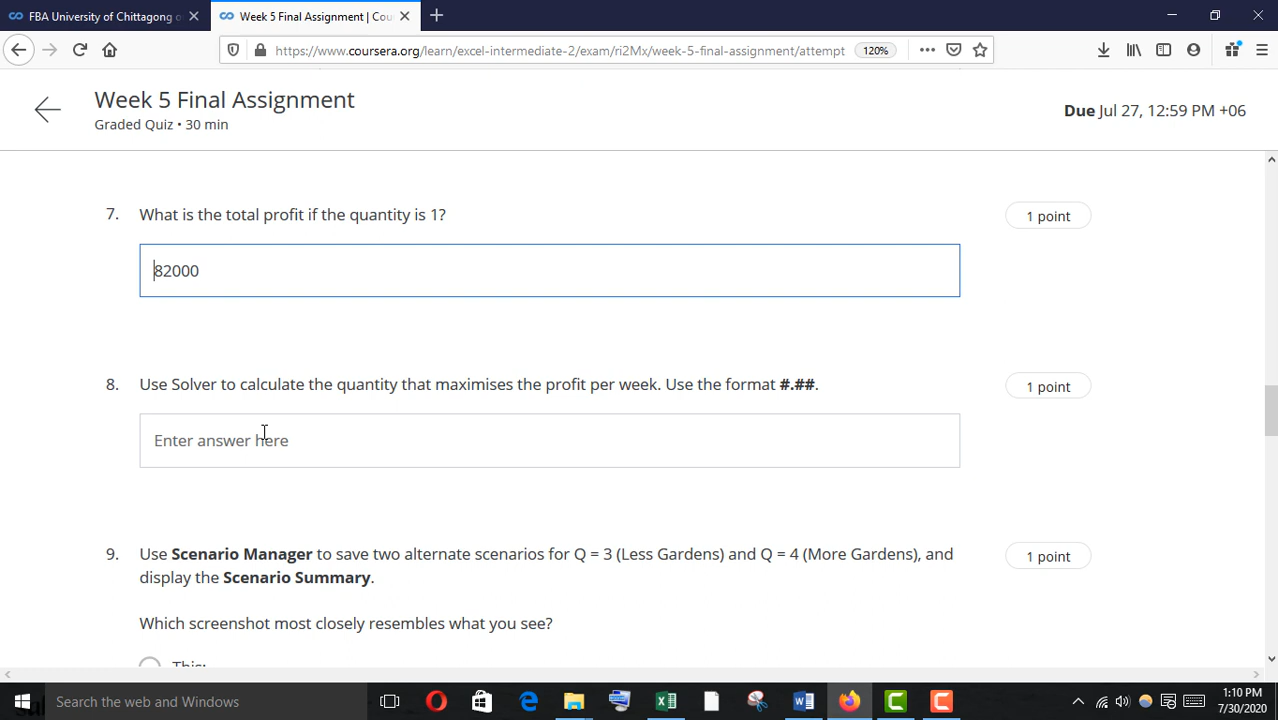 FBA University of Chittagong o
Week 5 Final Assignment | Cou
https://www.coursera.org/learn/excel-intermediate-2/exam/ri2Mx/week-5-final-assignment/attempt
120%
Week 5 Final Assignment
Graded Quiz • 30 min
Due Jul 27, 12:59 PM +06
7. What is the total profit if the quantity is 1?
1 point
82000
8. Use Solver to calculate the quantity that maximises the profit per week. Use the format #.##.
1 point
Enter answer here
9. Use Scenario Manager to save two alternate scenarios for Q = 3 (Less Gardens) and Q = 4 (More Gardens), and
1 point
display the Scenario Summary.
Which screenshot most closely resembles what you see?
This:
Search the web and Windows
1:10 PM
7/30/2020